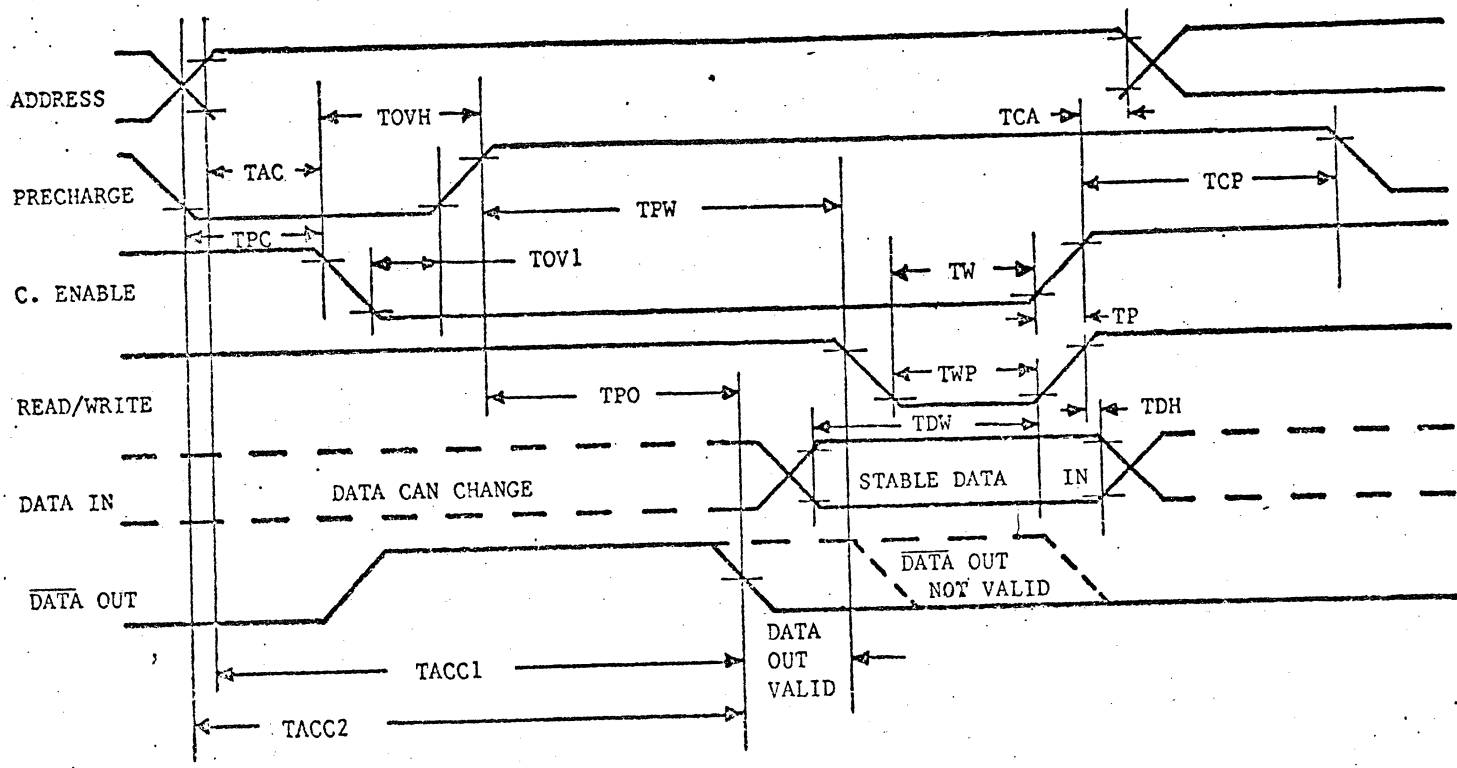 ADDRESS
TOVH
TCA
TAC
PRECHARGE
TCP
TPW
TPC
TOV1
TW
C. ENABLE
TP
TPO
TWP
READ/WRITE
TDH
TDW
DATA IN
DATA CAN CHANGE
STABLE DATA IN
DATA OUT
NOT VALID
DATA OUT
DATA
OUT
VALID
TACC1
TACC2